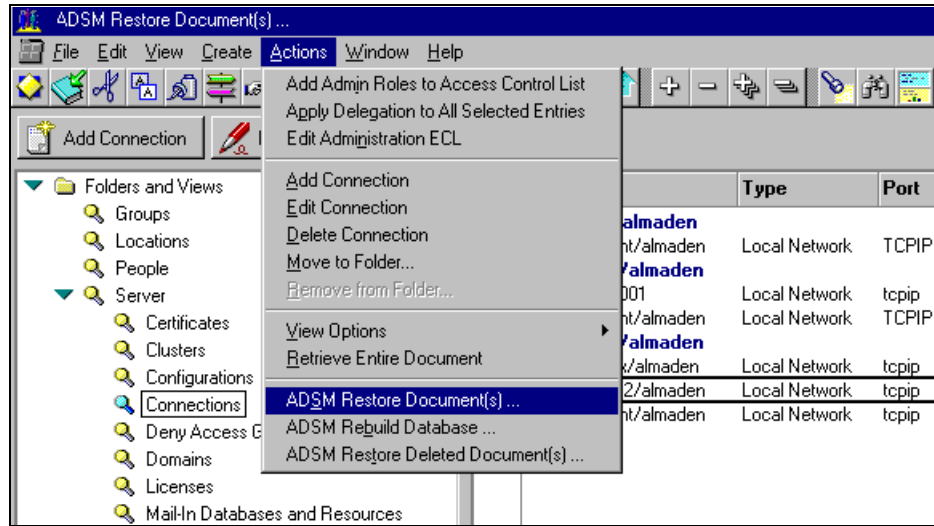 ADSM Restore Document(s) ...
File Edit View Create Actions Window Help
Add Connection
Add Admin Roles to Access Control List
Apply Delegation to All Selected Entries
Edit Administration ECL
Add Connection
Edit Connection
Delete Connection
Move to Folder...
Remove from Folder...
View Options
Retrieve Entire Document
ADSM Restore Document(s) ...
ADSM Rebuild Database ...
ADSM Restore Deleted Document(s) ...
Folders and Views
Groups
Locations
People
Server
Certificates
Clusters
Configurations
Connections
Deny Access
Domains
Licenses
Mail-In Databases and Resources
Type Port
almaden
nt/almaden Local Network TCPIP
/almaden
001 Local Network tcpip
nt/almaden Local Network TCPIP
/almaden
x/almaden Local Network tcpip
2/almaden Local Network tcpip
nt/almaden Local Network tcpip